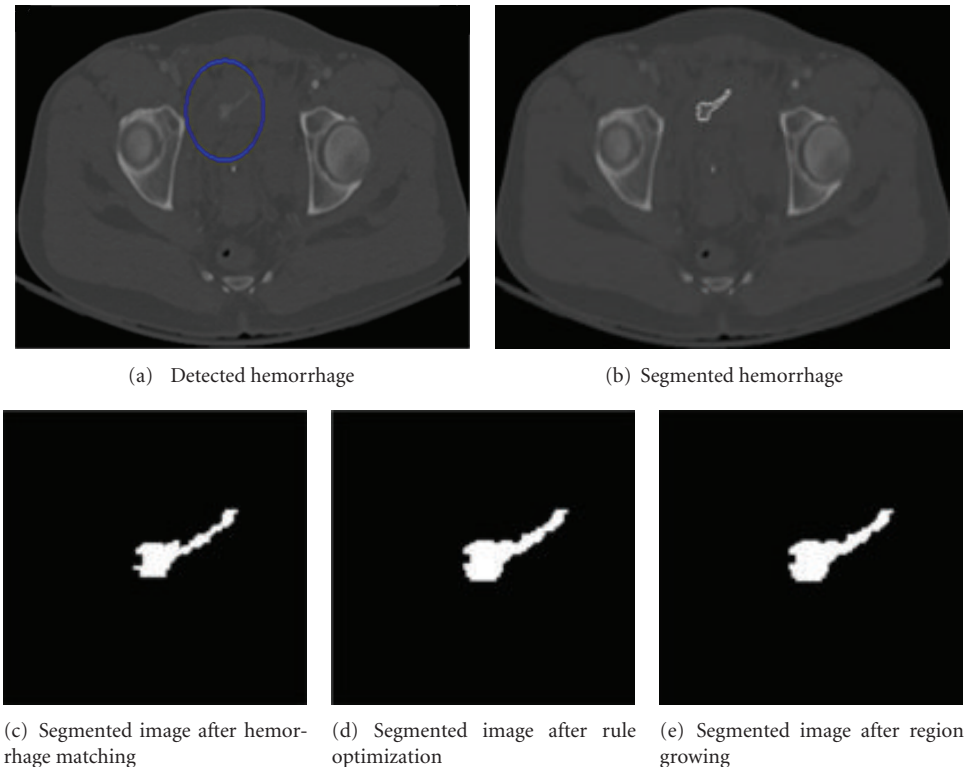 (a) Detected hemorrhage
(b) Segmented hemorrhage
(c) Segmented image after hemor-
rhage matching
(d) Segmented image after rule
optimization
(e) Segmented image after region
growing